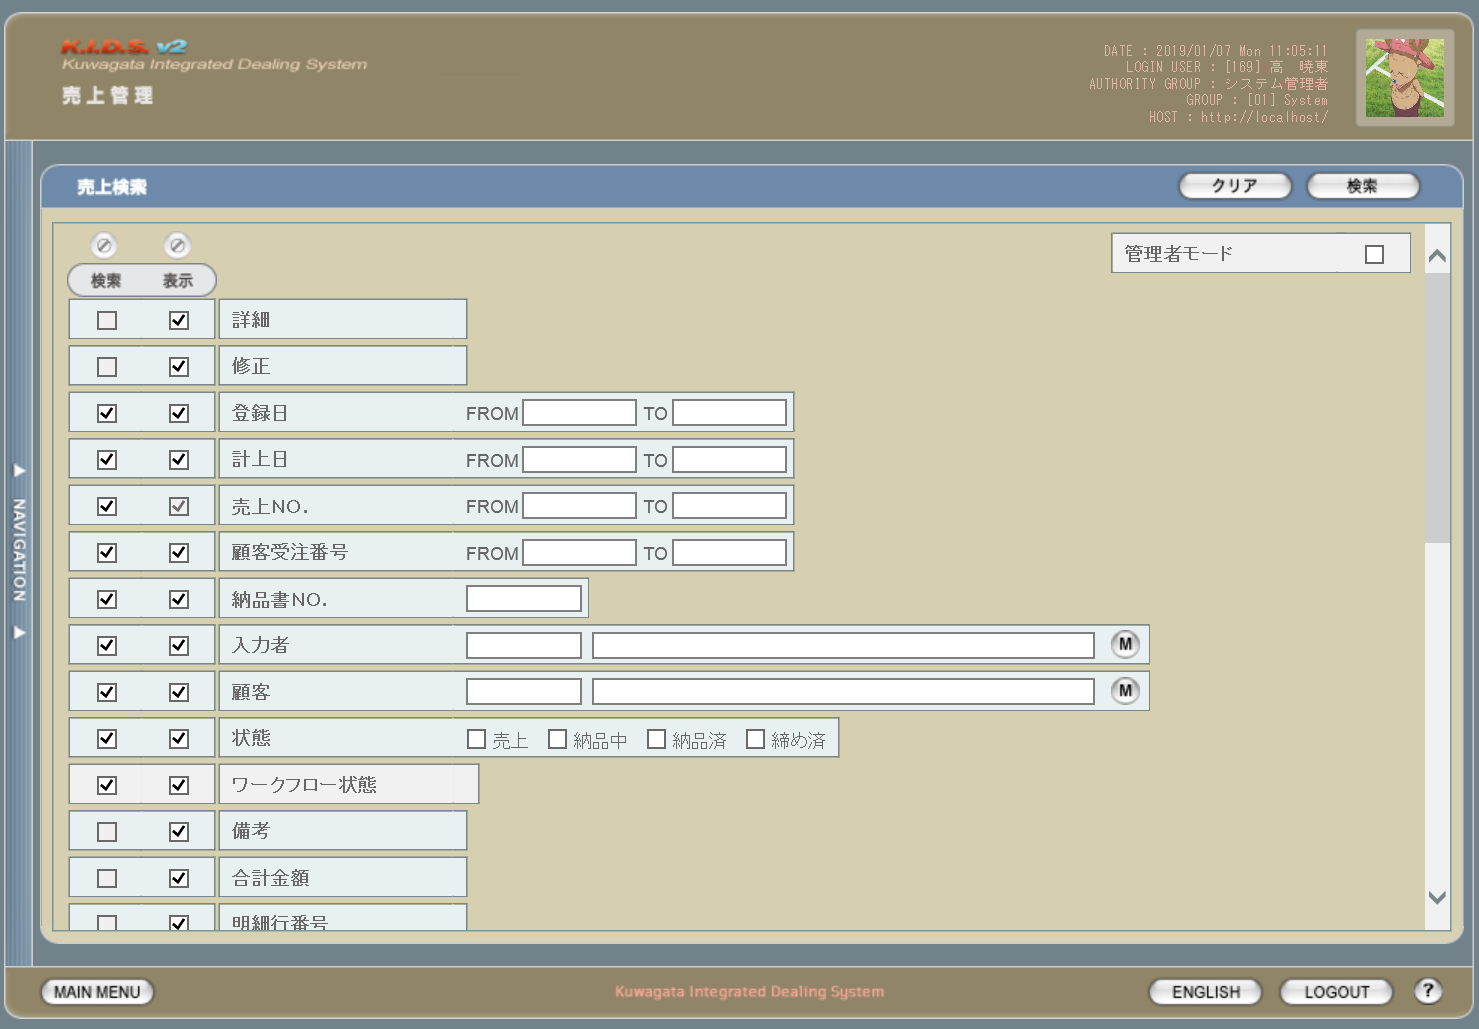 K.I.D.S. v2
Kuwagata Integrated Dealing System
売上管理
DATE : 2019/01/07 Mon 11:05:11
LOGIN USER : [169] 高　暁東
AUTHORITY GROUP : システム管理者
GROUP : [01] System
HOST : http://localhost/
NAVIGATION
売上検索
クリア
検索
管理者モード
検索 表示
詳細
修正
登録日 FROM TO
計上日 FROM TO
売上NO. FROM TO
顧客受注番号 FROM TO
納品書NO.
入力者 M
顧客 M
状態 売上 納品中 納品済 締め済
ワークフロー状態
備考
合計金額
明細行番号
MAIN MENU
Kuwagata Integrated Dealing System
ENGLISH
LOGOUT
?